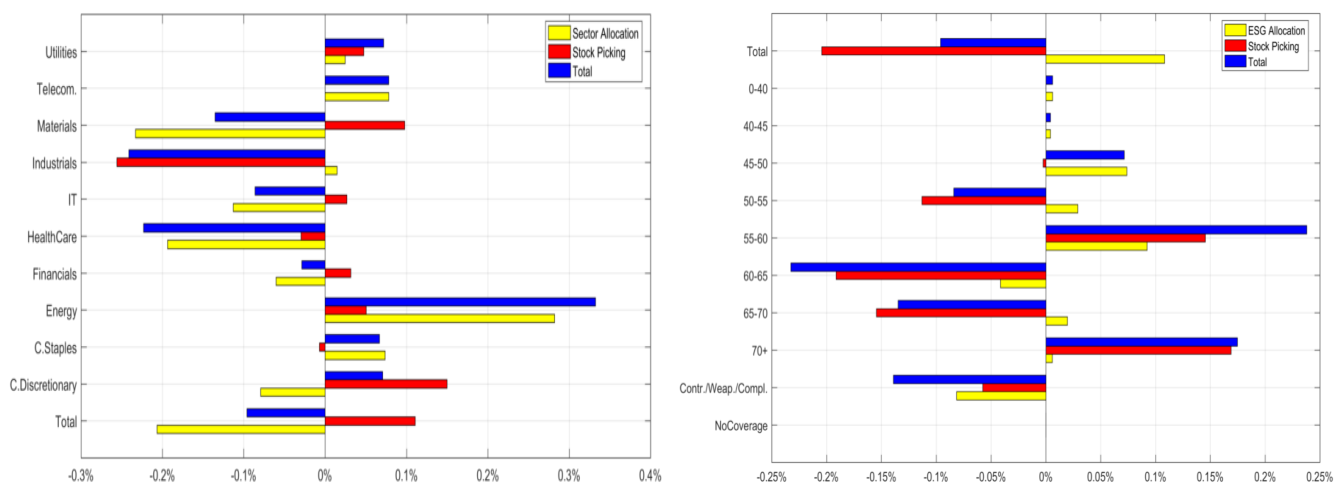 Sector Allocation
Stock Picking
Total
Utilities
Telecom.
Materials
Industrials
IT
HealthCare
Financials
Energy
C.Staples
C.Discretionary
Total
-0.3% -0.2% -0.1% 0% 0.1% 0.2% 0.3% 0.4%
ESG Allocation
Stock Picking
Total
Total
0-40
40-45
45-50
50-55
55-60
60-65
65-70
70+
Contr./Weap./Compl.
NoCoverage
-0.25% -0.2% -0.15% -0.1% -0.05% 0% 0.05% 0.1% 0.15% 0.2% 0.25%